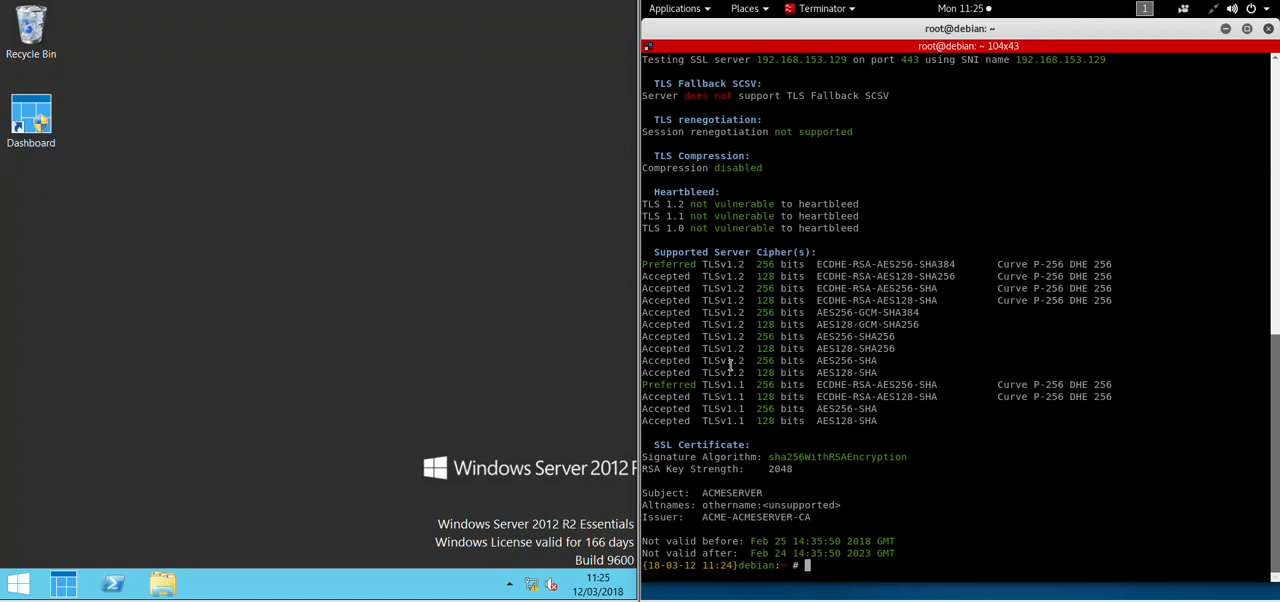 Recycle Bin
Dashboard
Windows Server 2012 R
Windows Server 2012 R2 Essentials
Windows License valid for 166 days
Build 9600
11:25
12/03/2018
Applications
Places
Terminator
Mon 11:25
1
root@debian: ~
root@debian: ~ 104x43
Testing SSL server 192.168.153.129 on port 443 using SNI name 192.168.153.129
TLS Fallback SCSV:
Server does not support TLS Fallback SCSV
TLS renegotiation:
Session renegotiation not supported
TLS Compression:
Compression disabled
Heartbleed:
TLS 1.2 not vulnerable to heartbleed
TLS 1.1 not vulnerable to heartbleed
TLS 1.0 not vulnerable to heartbleed
Supported Server Cipher(s):
Preferred TLSv1.2 256 bits ECDHE-RSA-AES256-SHA384 Curve P-256 DHE 256
Accepted TLSv1.2 128 bits ECDHE-RSA-AES128-SHA256 Curve P-256 DHE 256
Accepted TLSv1.2 256 bits ECDHE-RSA-AES256-SHA Curve P-256 DHE 256
Accepted TLSv1.2 128 bits ECDHE-RSA-AES128-SHA Curve P-256 DHE 256
Accepted TLSv1.2 256 bits AES256-GCM-SHA384
Accepted TLSv1.2 128 bits AES128-GCM-SHA256
Accepted TLSv1.2 256 bits AES256-SHA256
Accepted TLSv1.2 128 bits AES128-SHA256
Accepted TLSv1.2 256 bits AES256-SHA
Accepted TLSv1.2 128 bits AES128-SHA
Preferred TLSv1.1 256 bits ECDHE-RSA-AES256-SHA Curve P-256 DHE 256
Accepted TLSv1.1 128 bits ECDHE-RSA-AES128-SHA Curve P-256 DHE 256
Accepted TLSv1.1 256 bits AES256-SHA
Accepted TLSv1.1 128 bits AES128-SHA
SSL Certificate:
Signature Algorithm: sha256WithRSAEncryption
RSA Key Strength: 2048
Subject: ACMESERVER
Altnames: othername:<unsupported>
Issuer: ACME-ACMESERVER-CA
Not valid before: Feb 25 14:35:50 2018 GMT
Not valid after: Feb 24 14:35:50 2023 GMT
{18-03-12 11:24}debian:~ #